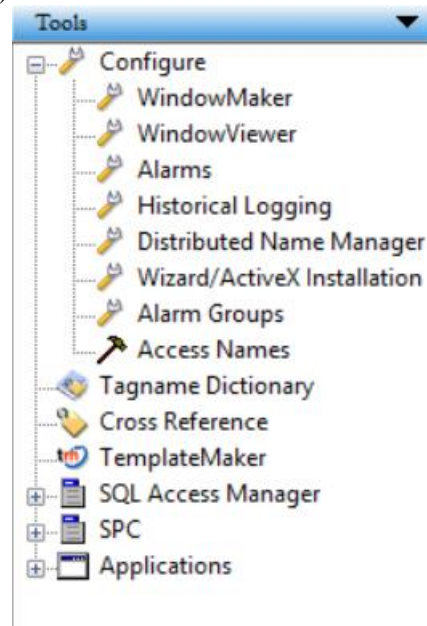 Tools
Configure
WindowMaker
WindowViewer
Alarms
Historical Logging
Distributed Name Manager
Wizard/ActiveX Installation
Alarm Groups
Access Names
Tagname Dictionary
Cross Reference
trh TemplateMaker
SQL Access Manager
SPC
Applications